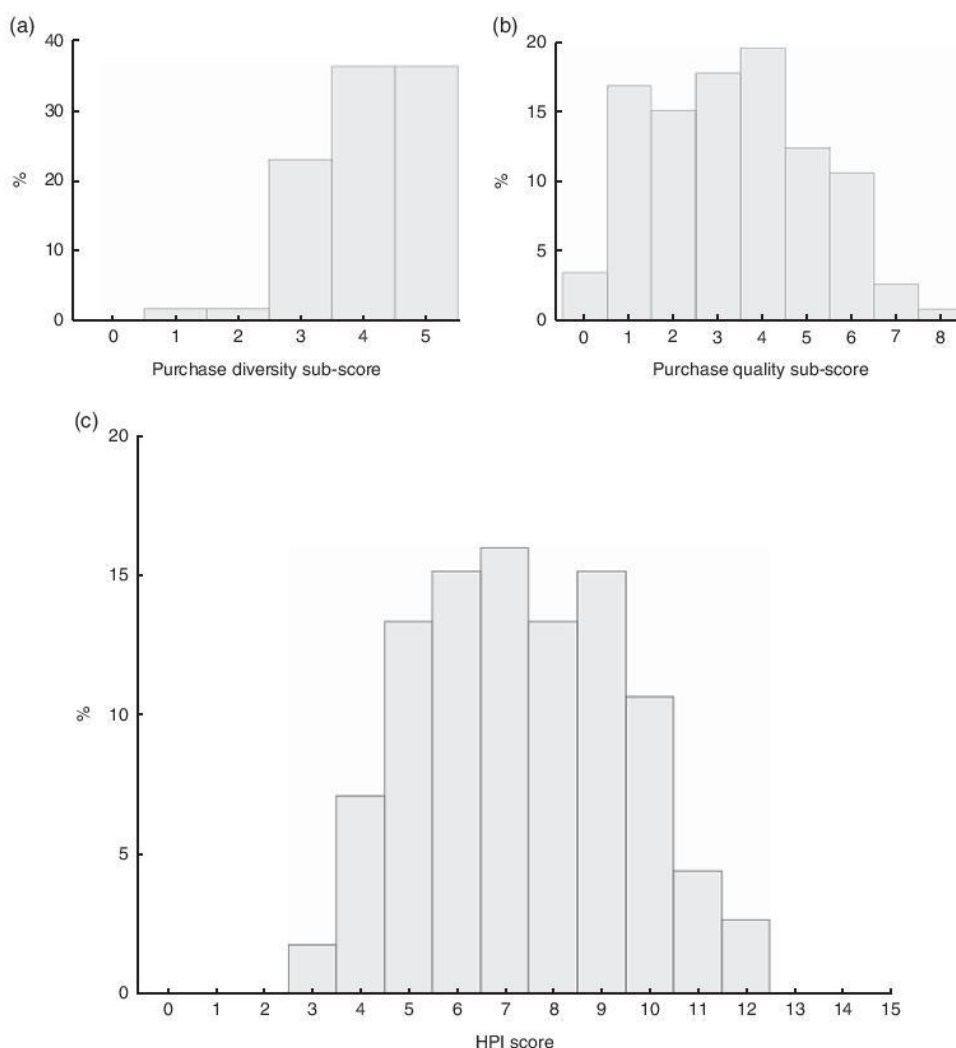 (a)
40
30
20
10
0
%
0 1 2 3 4 5
Purchase diversity sub-score
(b)
20
15
10
5
0
%
0 1 2 3 4 5 6 7 8
Purchase quality sub-score
(c)
20
15
10
5
0
%
0 1 2 3 4 5 6 7 8 9 10 11 12 13 14 15
HPI score